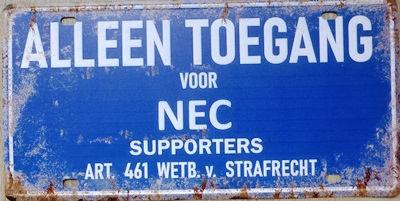 ALLEEN TOEGANG
VOOR
NEC
SUPPORTERS
ART. 461 WETB. v. STRAFRECHT